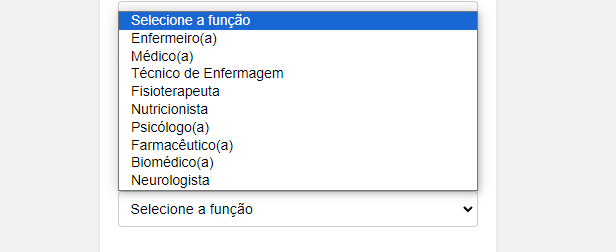 Selecione a função
Enfermeiro(a)
Médico(a)
Técnico de Enfermagem
Fisioterapeuta
Nutricionista
Psicólogo(a)
Farmacêutico(a)
Biomédico(a)
Neurologista
Selecione a função